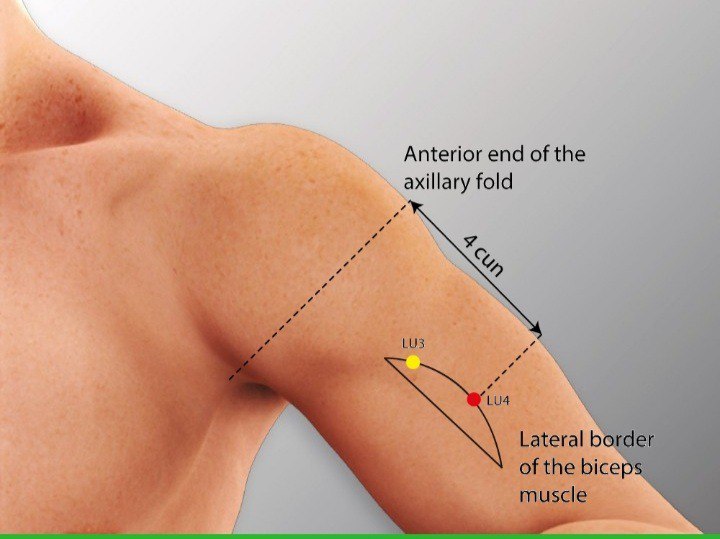 Anterior end of the
axillary fold
4 cun
LU3
LU4
Lateral border
of the biceps
muscle